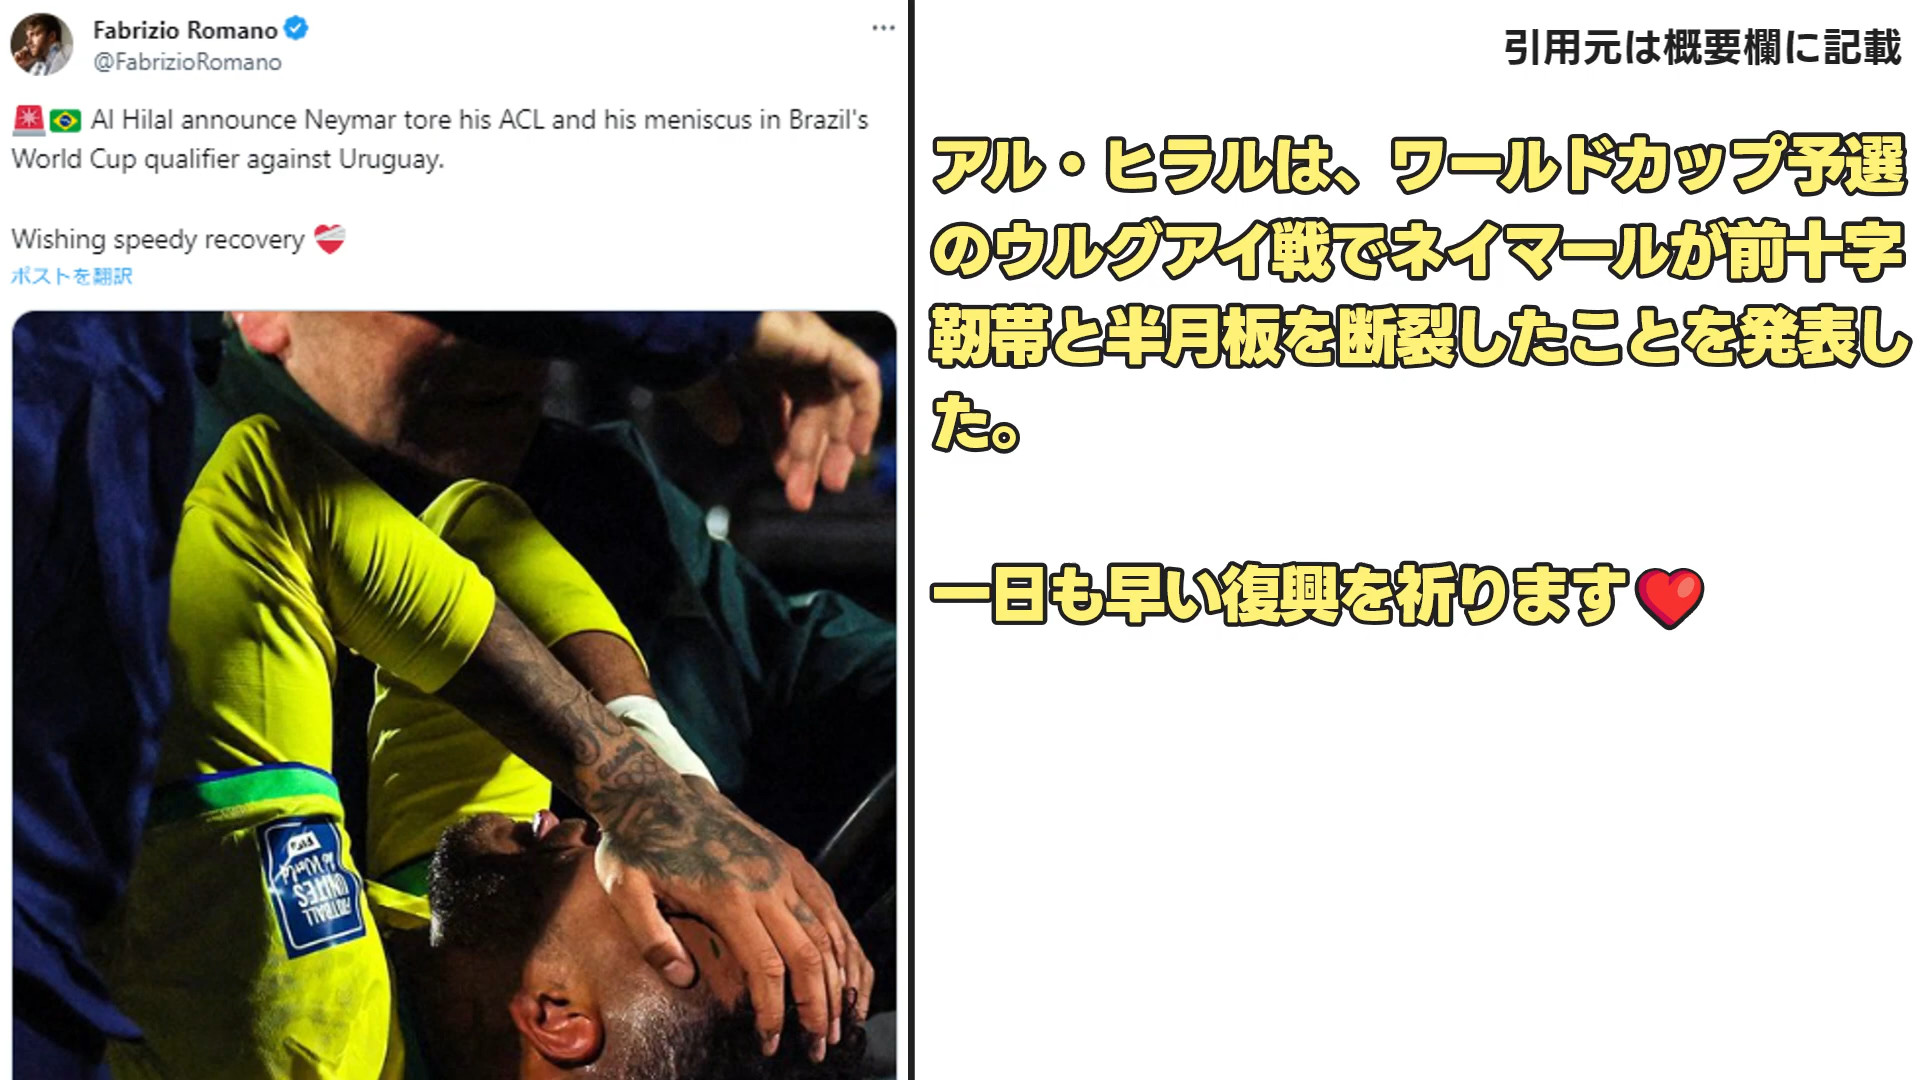 Fabrizio Romano
@FabrizioRomano
🚨🇧🇷 Al Hilal announce Neymar tore his ACL and his meniscus in Brazil's
World Cup qualifier against Uruguay.
Wishing speedy recovery ❤️‍🩹
ポストを翻訳
引用元は概要欄に記載
アル・ヒラルは、ワールドカップ予選
のウルグアイ戦でネイマールが前十字
靭帯と半月板を断裂したことを発表し
た。
一日も早い復興を祈ります❤️
FOOTBALL
UNITES
the World